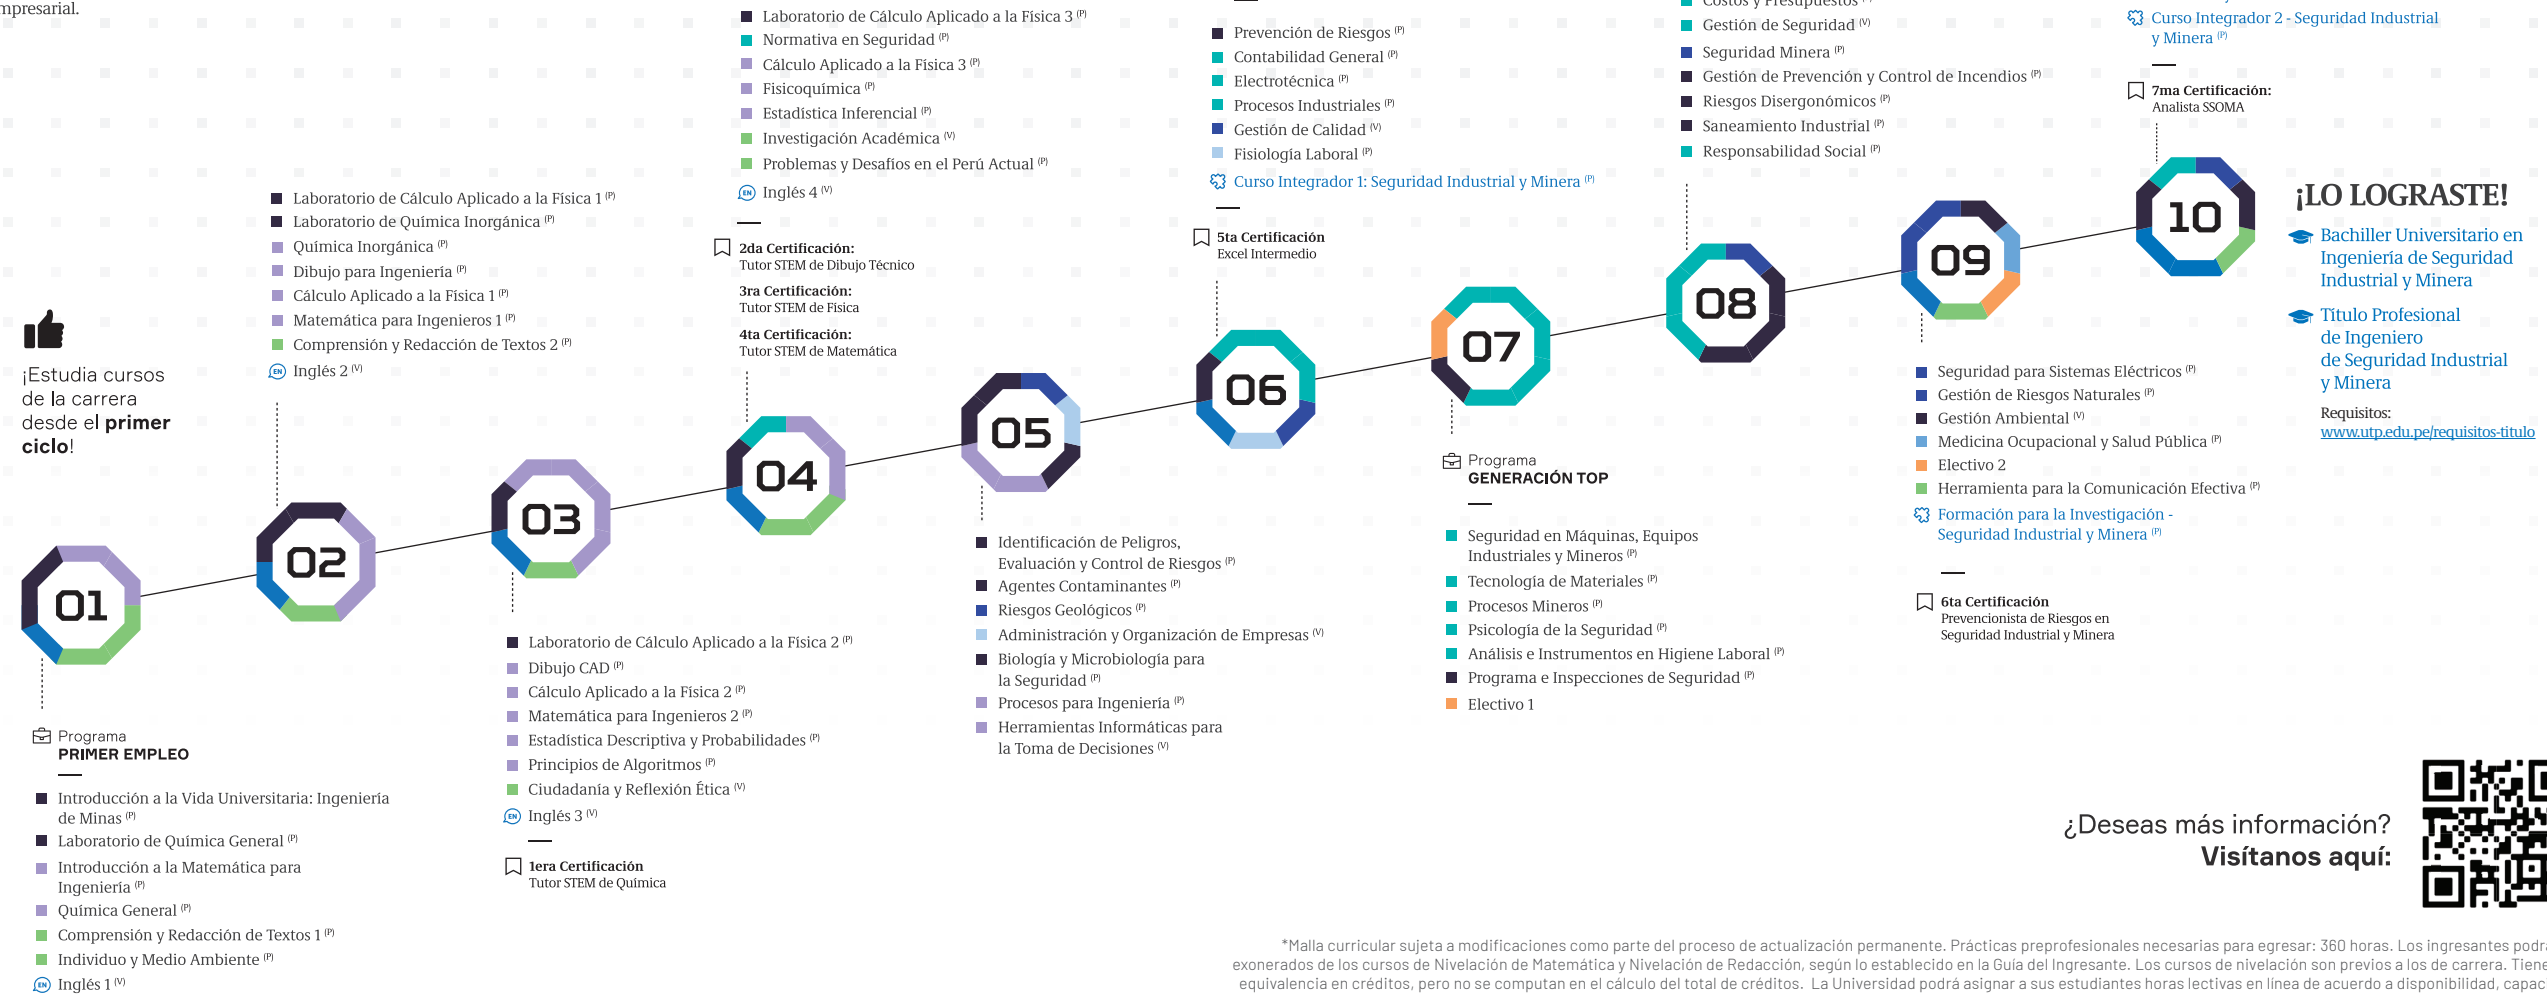 mpresarial.
¡Estudia cursos
de la carrera
desde el primer
ciclo!
01
Programa
PRIMER EMPLEO
Introducción a la Vida Universitaria: Ingeniería
de Minas (P)
Laboratorio de Química General (P)
Introducción a la Matemática para
Ingeniería (P)
Química General (P)
Comprensión y Redacción de Textos 1 (P)
Individuo y Medio Ambiente (P)
EN Inglés 1 (V)
Laboratorio de Cálculo Aplicado a la Física 1 (P)
Laboratorio de Química Inorgánica (P)
Química Inorgánica (P)
Dibujo para Ingeniería (P)
Cálculo Aplicado a la Física 1 (P)
Matemática para Ingenieros 1 (P)
Comprensión y Redacción de Textos 2 (P)
EN Inglés 2 (V)
02
03
Laboratorio de Cálculo Aplicado a la Física 2 (P)
Dibujo CAD (P)
Cálculo Aplicado a la Física 2 (P)
Matemática para Ingenieros 2 (P)
Estadística Descriptiva y Probabilidades (P)
Principios de Algoritmos (P)
Ciudadanía y Reflexión Ética (V)
EN Inglés 3 (V)
1era Certificación
Tutor STEM de Química
Laboratorio de Cálculo Aplicado a la Física 3 (P)
Normativa en Seguridad (P)
Cálculo Aplicado a la Física 3 (P)
Fisicoquímica (P)
Estadística Inferencial (P)
Investigación Académica (V)
Problemas y Desafíos en el Perú Actual (P)
EN Inglés 4 (V)
2da Certificación:
Tutor STEM de Dibujo Técnico
3ra Certificación:
Tutor STEM de Física
4ta Certificación:
Tutor STEM de Matemática
04
05
Identificación de Peligros,
Evaluación y Control de Riesgos (P)
Agentes Contaminantes (P)
Riesgos Geológicos (P)
Administración y Organización de Empresas (V)
Biología y Microbiología para
la Seguridad (P)
Procesos para Ingeniería (P)
Herramientas Informáticas para
la Toma de Decisiones (V)
Prevención de Riesgos (P)
Contabilidad General (P)
Electrotécnica (P)
Procesos Industriales (P)
Gestión de Calidad (V)
Fisiología Laboral (P)
Curso Integrador 1: Seguridad Industrial y Minera (P)
5ta Certificación
Excel Intermedio
06
07
Programa
GENERACIÓN TOP
Seguridad en Máquinas, Equipos
Industriales y Mineros (P)
Tecnología de Materiales (P)
Procesos Mineros (P)
Psicología de la Seguridad (P)
Análisis e Instrumentos en Higiene Laboral (P)
Programa e Inspecciones de Seguridad (P)
Electivo 1
Costos y Presupuestos
Gestión de Seguridad (V)
Seguridad Minera (P)
Gestión de Prevención y Control de Incendios (P)
Riesgos Disergonómicos (P)
Saneamiento Industrial (P)
Responsabilidad Social (P)
08
09
Seguridad para Sistemas Eléctricos (P)
Gestión de Riesgos Naturales (P)
Gestión Ambiental (V)
Medicina Ocupacional y Salud Pública (P)
Electivo 2
Herramienta para la Comunicación Efectiva (P)
Formación para la Investigación -
Seguridad Industrial y Minera (P)
6ta Certificación
Prevencionista de Riesgos en
Seguridad Industrial y Minera
Curso Integrador 2 - Seguridad Industrial
y Minera (P)
7ma Certificación:
Analista SSOMA
10
¡LO LOGRASTE!
Bachiller Universitario en
Ingeniería de Seguridad
Industrial y Minera
Título Profesional
de Ingeniero
de Seguridad Industrial
y Minera
Requisitos:
www.utp.edu.pe/requisitos-titulo
¿Deseas más información?
Visítanos aquí:
*Malla curricular sujeta a modificaciones como parte del proceso de actualización permanente. Prácticas preprofesionales necesarias para egresar: 360 horas. Los ingresantes podrá
exonerados de los cursos de Nivelación de Matemática y Nivelación de Redacción, según lo establecido en la Guía del Ingresante. Los cursos de nivelación son previos a los de carrera. Tiene
equivalencia en créditos, pero no se computan en el cálculo del total de créditos. La Universidad podrá asignar a sus estudiantes horas lectivas en línea de acuerdo a disponibilidad, capac